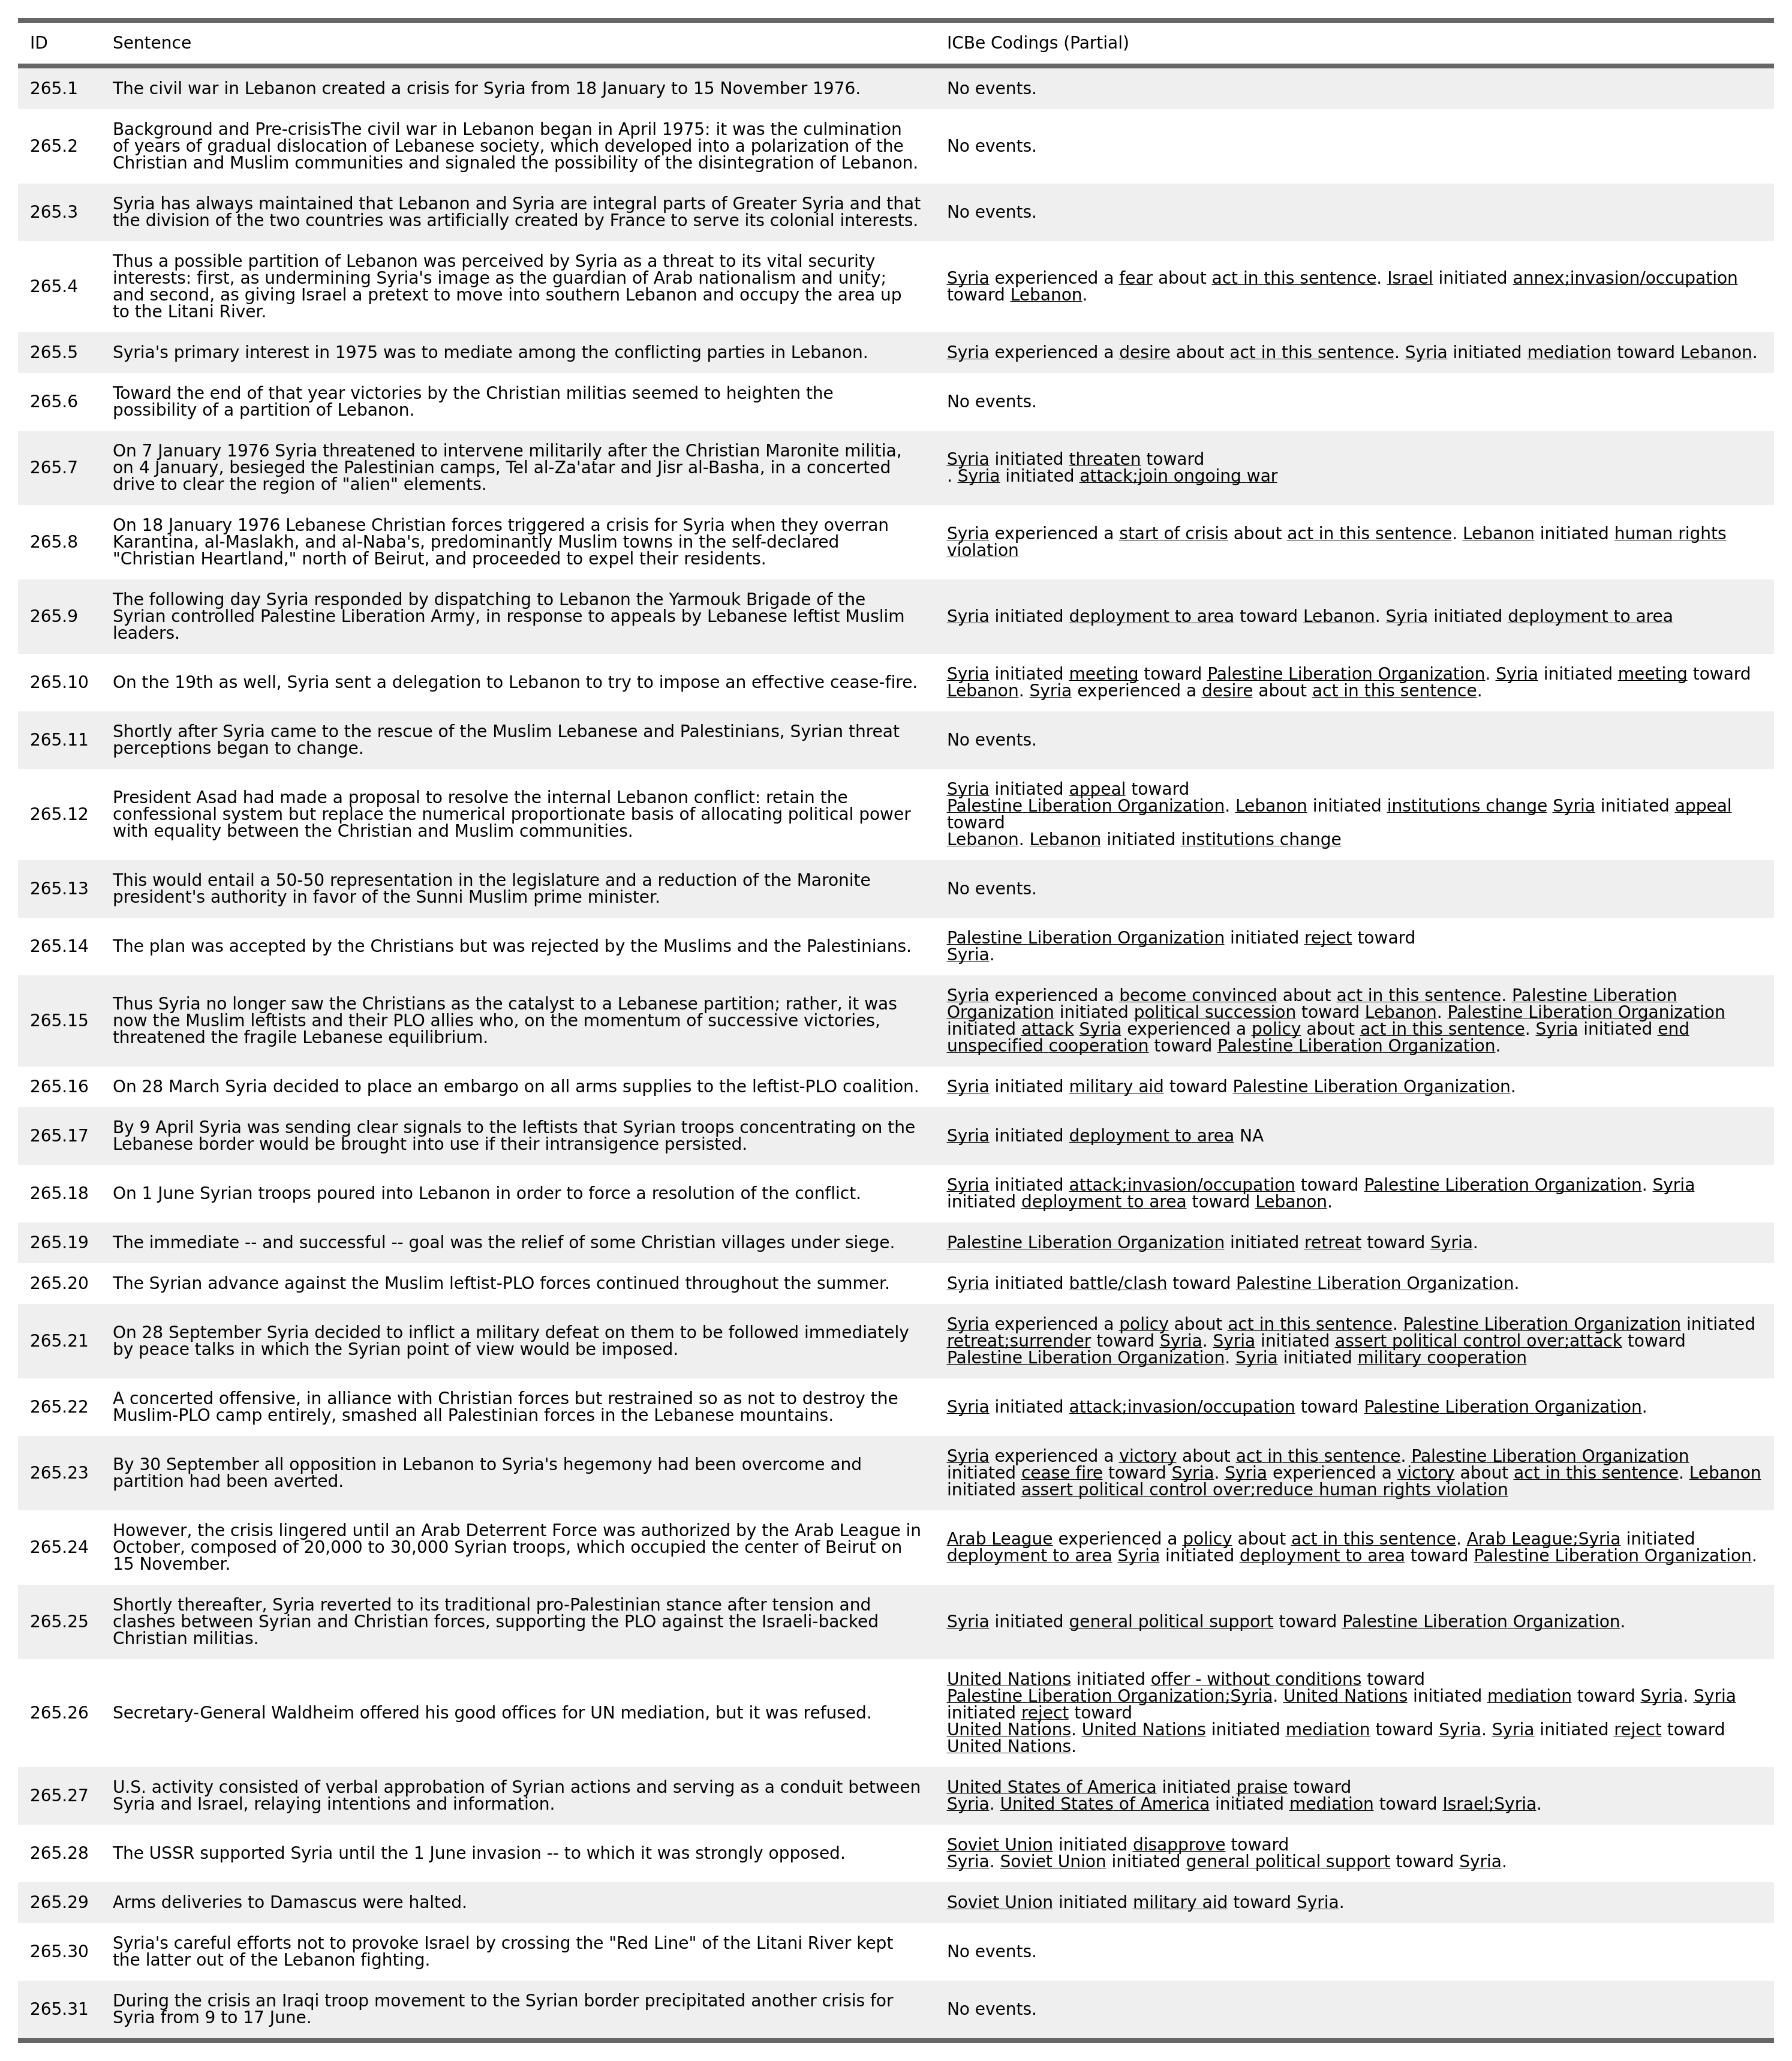 ID Sentence ICBe Codings (Partial)
265.1 The civil war in Lebanon created a crisis for Syria from 18 January to 15 November 1976. No events.
265.2 Background and Pre-crisisThe civil war in Lebanon began in April 1975: it was the culmination
of years of gradual dislocation of Lebanese society, which developed into a polarization of the
Christian and Muslim communities and signaled the possibility of the disintegration of Lebanon.
No events.
265.3 Syria has always maintained that Lebanon and Syria are integral parts of Greater Syria and that
the division of the two countries was artificially created by France to serve its colonial interests.
No events.
265.4 Thus a possible partition of Lebanon was perceived by Syria as a threat to its vital security
interests: first, as undermining Syria's image as the guardian of Arab nationalism and unity;
and second, as giving Israel a pretext to move into southern Lebanon and occupy the area up
to the Litani River.
Syria experienced a fear about act in this sentence. Israel initiated annex;invasion/occupation
toward Lebanon.
265.5 Syria's primary interest in 1975 was to mediate among the conflicting parties in Lebanon. Syria experienced a desire about act in this sentence. Syria initiated mediation toward Lebanon.
265.6 Toward the end of that year victories by the Christian militias seemed to heighten the
possibility of a partition of Lebanon.
No events.
265.7 On 7 January 1976 Syria threatened to intervene militarily after the Christian Maronite militia,
on 4 January, besieged the Palestinian camps, Tel al-Za'atar and Jisr al-Basha, in a concerted
drive to clear the region of "alien" elements.
Syria initiated threaten toward
. Syria initiated attack;join ongoing war
265.8 On 18 January 1976 Lebanese Christian forces triggered a crisis for Syria when they overran
Karantina, al-Maslakh, and al-Naba's, predominantly Muslim towns in the self-declared
"Christian Heartland," north of Beirut, and proceeded to expel their residents.
Syria experienced a start of crisis about act in this sentence. Lebanon initiated human rights
violation
265.9 The following day Syria responded by dispatching to Lebanon the Yarmouk Brigade of the
Syrian controlled Palestine Liberation Army, in response to appeals by Lebanese leftist Muslim
leaders.
Syria initiated deployment to area toward Lebanon. Syria initiated deployment to area
265.10 On the 19th as well, Syria sent a delegation to Lebanon to try to impose an effective cease-fire.
Syria initiated meeting toward Palestine Liberation Organization. Syria initiated meeting toward
Lebanon. Syria experienced a desire about act in this sentence.
265.11 Shortly after Syria came to the rescue of the Muslim Lebanese and Palestinians, Syrian threat
perceptions began to change.
No events.
265.12 President Asad had made a proposal to resolve the internal Lebanon conflict: retain the
confessional system but replace the numerical proportionate basis of allocating political power
with equality between the Christian and Muslim communities.
Syria initiated appeal toward
Palestine Liberation Organization. Lebanon initiated institutions change Syria initiated appeal
toward
Lebanon. Lebanon initiated institutions change
265.13 This would entail a 50-50 representation in the legislature and a reduction of the Maronite
president's authority in favor of the Sunni Muslim prime minister.
No events.
265.14 The plan was accepted by the Christians but was rejected by the Muslims and the Palestinians.
Palestine Liberation Organization initiated reject toward
Syria.
265.15 Thus Syria no longer saw the Christians as the catalyst to a Lebanese partition; rather, it was
now the Muslim leftists and their PLO allies who, on the momentum of successive victories,
threatened the fragile Lebanese equilibrium.
Syria experienced a become convinced about act in this sentence. Palestine Liberation
Organization initiated political succession toward Lebanon. Palestine Liberation Organization
initiated attack Syria experienced a policy about act in this sentence. Syria initiated end
unspecified cooperation toward Palestine Liberation Organization.
265.16 On 28 March Syria decided to place an embargo on all arms supplies to the leftist-PLO coalition. Syria initiated military aid toward Palestine Liberation Organization.
265.17 By 9 April Syria was sending clear signals to the leftists that Syrian troops concentrating on the
Lebanese border would be brought into use if their intransigence persisted.
Syria initiated deployment to area NA
265.18 On 1 June Syrian troops poured into Lebanon in order to force a resolution of the conflict.
Syria initiated attack;invasion/occupation toward Palestine Liberation Organization. Syria
initiated deployment to area toward Lebanon.
265.19 The immediate -- and successful -- goal was the relief of some Christian villages under siege. Palestine Liberation Organization initiated retreat toward Syria.
265.20 The Syrian advance against the Muslim leftist-PLO forces continued throughout the summer. Syria initiated battle/clash toward Palestine Liberation Organization.
265.21 On 28 September Syria decided to inflict a military defeat on them to be followed immediately
by peace talks in which the Syrian point of view would be imposed.
Syria experienced a policy about act in this sentence. Palestine Liberation Organization initiated
retreat;surrender toward Syria. Syria initiated assert political control over;attack toward
Palestine Liberation Organization. Syria initiated military cooperation
265.22 A concerted offensive, in alliance with Christian forces but restrained so as not to destroy the
Muslim-PLO camp entirely, smashed all Palestinian forces in the Lebanese mountains.
Syria initiated attack;invasion/occupation toward Palestine Liberation Organization.
265.23 By 30 September all opposition in Lebanon to Syria's hegemony had been overcome and
partition had been averted.
Syria experienced a victory about act in this sentence. Palestine Liberation Organization
initiated cease fire toward Syria. Syria experienced a victory about act in this sentence. Lebanon
initiated assert political control over;reduce human rights violation
265.24 However, the crisis lingered until an Arab Deterrent Force was authorized by the Arab League in
October, composed of 20,000 to 30,000 Syrian troops, which occupied the center of Beirut on
15 November.
Arab League experienced a policy about act in this sentence. Arab League;Syria initiated
deployment to area Syria initiated deployment to area toward Palestine Liberation Organization.
265.25 Shortly thereafter, Syria reverted to its traditional pro-Palestinian stance after tension and
clashes between Syrian and Christian forces, supporting the PLO against the Israeli-backed
Christian militias.
Syria initiated general political support toward Palestine Liberation Organization.
265.26 Secretary-General Waldheim offered his good offices for UN mediation, but it was refused.
United Nations initiated offer - without conditions toward
Palestine Liberation Organization;Syria. United Nations initiated mediation toward Syria. Syria
initiated reject toward
United Nations. United Nations initiated mediation toward Syria. Syria initiated reject toward
United Nations.
265.27 U.S. activity consisted of verbal approbation of Syrian actions and serving as a conduit between
Syria and Israel, relaying intentions and information.
United States of America initiated praise toward
Syria. United States of America initiated mediation toward Israel;Syria.
265.28 The USSR supported Syria until the 1 June invasion -- to which it was strongly opposed.
Soviet Union initiated disapprove toward
Syria. Soviet Union initiated general political support toward Syria.
265.29 Arms deliveries to Damascus were halted. Soviet Union initiated military aid toward Syria.
265.30 Syria's careful efforts not to provoke Israel by crossing the "Red Line" of the Litani River kept
the latter out of the Lebanon fighting.
No events.
265.31 During the crisis an Iraqi troop movement to the Syrian border precipitated another crisis for
Syria from 9 to 17 June.
No events.